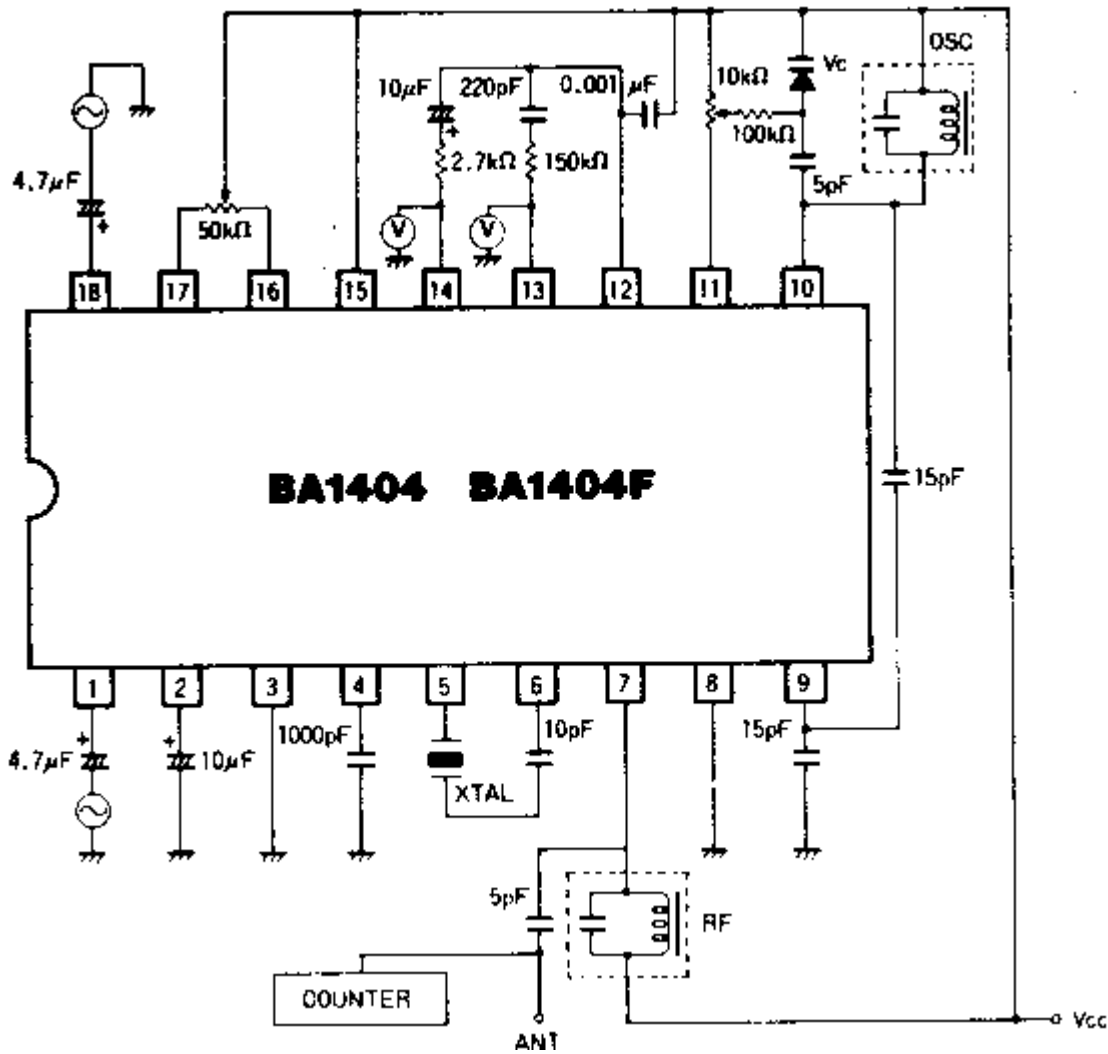 OSC
10μF 220pF 0.001 μF 10kΩ Vc
2.7kΩ 150kΩ 100kΩ
4.7μF
+
5pF
+
50kΩ
V V
18 17 16 15 14 13 12 11 10
BA1404 BA1404F
15pF
1 2 3 4 5 6 7 8 9
+ + 1000pF 10pF 15pF
4.7μF 10μF
XTAL
5pF
RF
COUNTER
ANT
Vcc